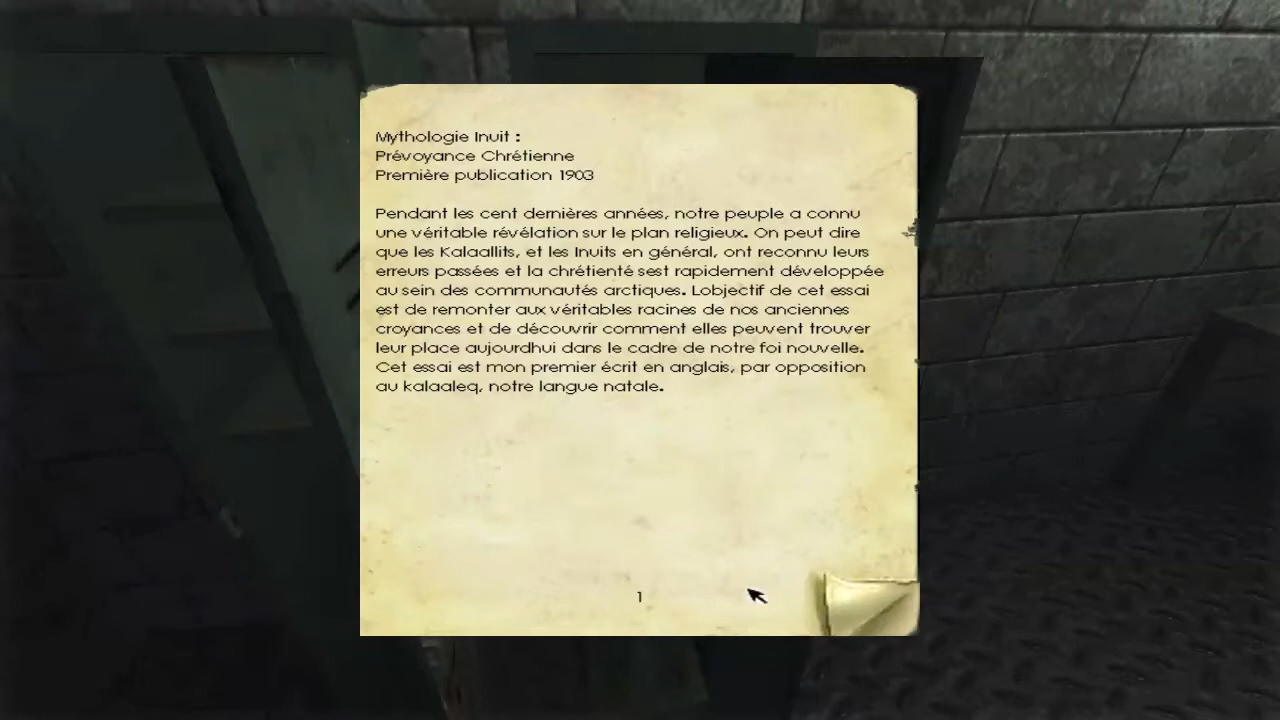 Mythologie Inuit :
Prévoyance Chrétienne
Première publication 1903
Pendant les cent dernières années, notre peuple a connu
une véritable révélation sur le plan religieux. On peut dire
que les Kalaallits, et les Inuits en général, ont reconnu leurs
erreurs passées et la chrétienté sest rapidement développée
au sein des communautés arctiques. Lobjectif de cet essai
est de remonter aux véritables racines de nos anciennes
croyances et de découvrir comment elles peuvent trouver
leur place aujourdhui dans le cadre de notre foi nouvelle.
Cet essai est mon premier écrit en anglais, par opposition
au kalaaleq, notre langue natale.
1